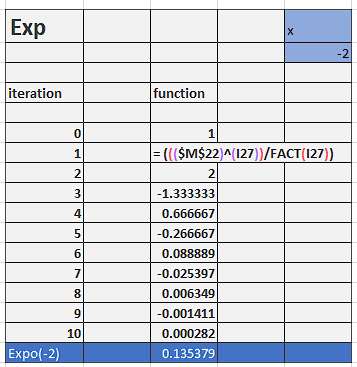 Exp x
-2
iteration function
0 1
1 = ((($M$22)^(I27))/FACT(I27))
2 2
3 -1.333333
4 0.666667
5 -0.266667
6 0.088889
7 -0.025397
8 0.006349
9 -0.001411
10 0.000282
Expo(-2) 0.135379